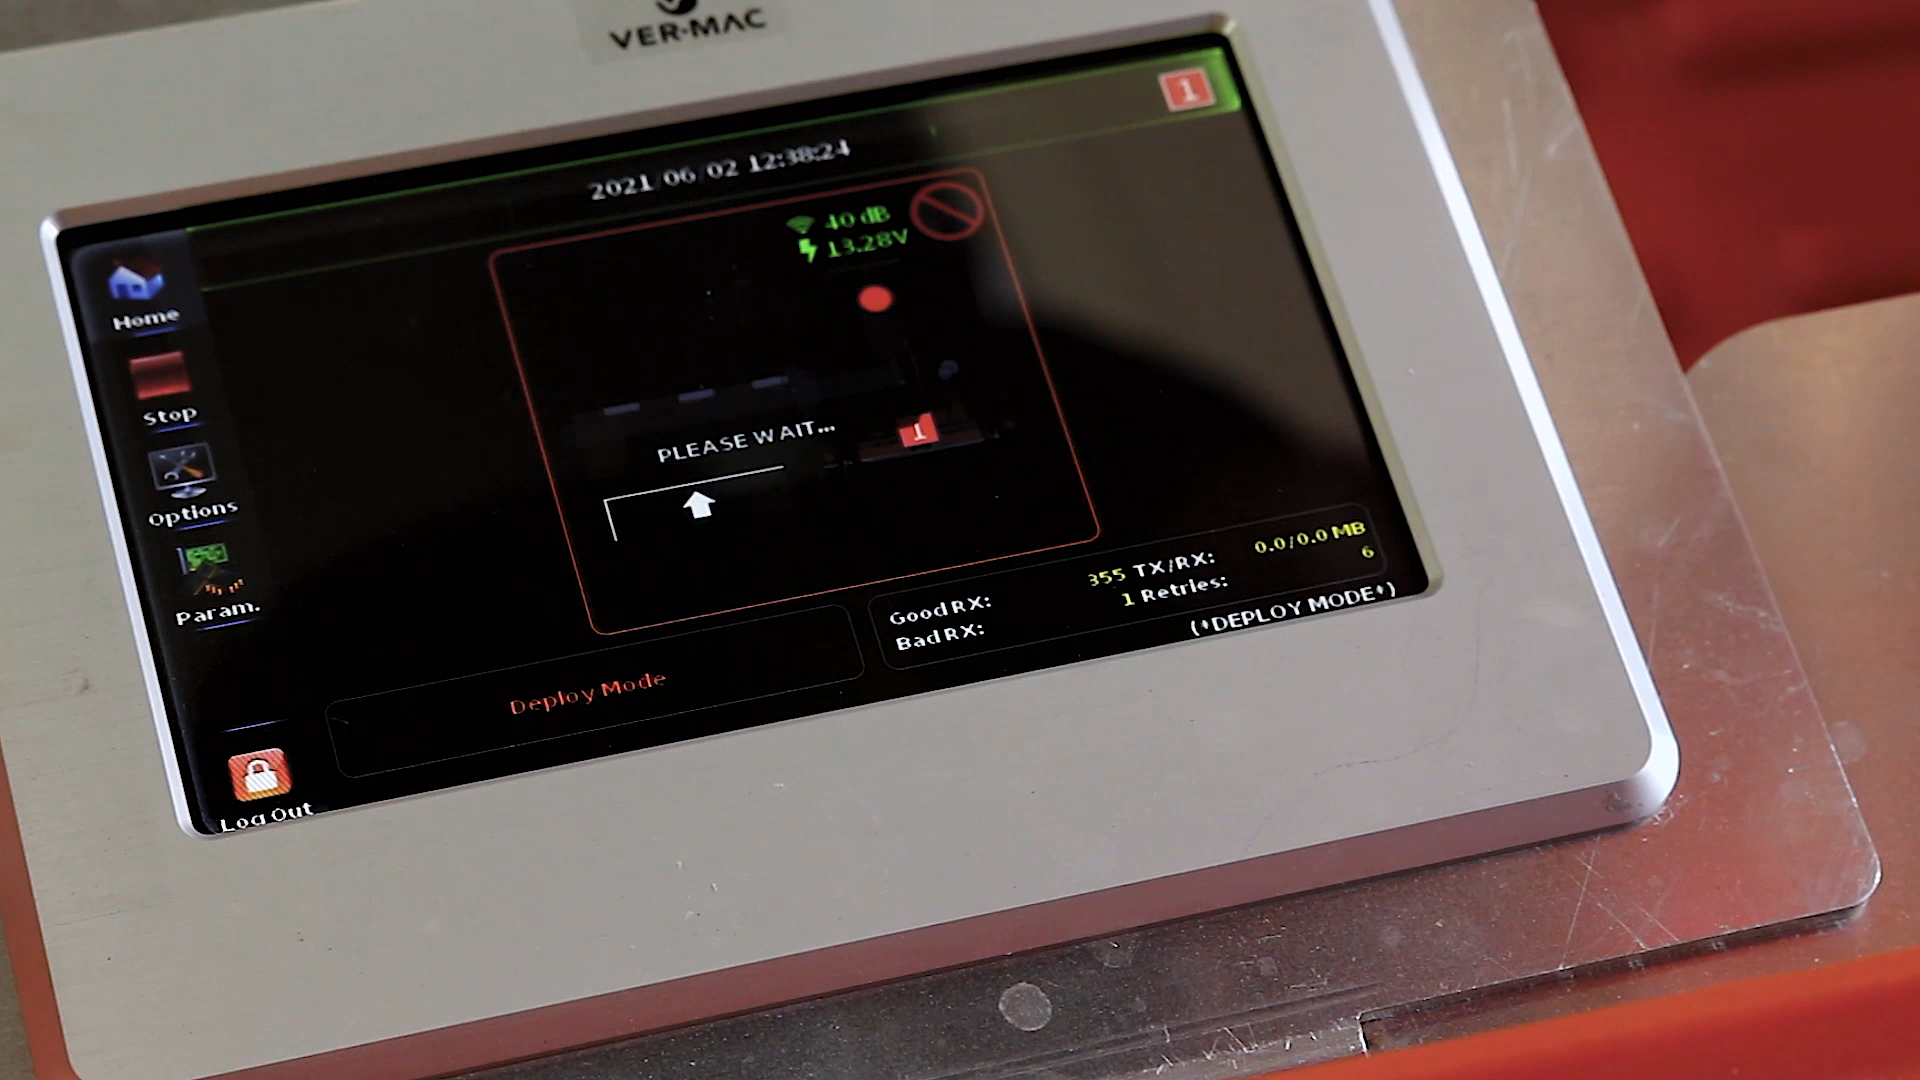 VER-MAC
1
2021/06/02 12:38:24
40 dB
13.28V
Home
Stop
1
PLEASE WAIT...
Options
Param.
Good RX: 355 TX/RX: 0.0/0.0 MB
Bad RX: 1 Retries: 6
(*DEPLOY MODE*)
Deploy Mode
Log Out